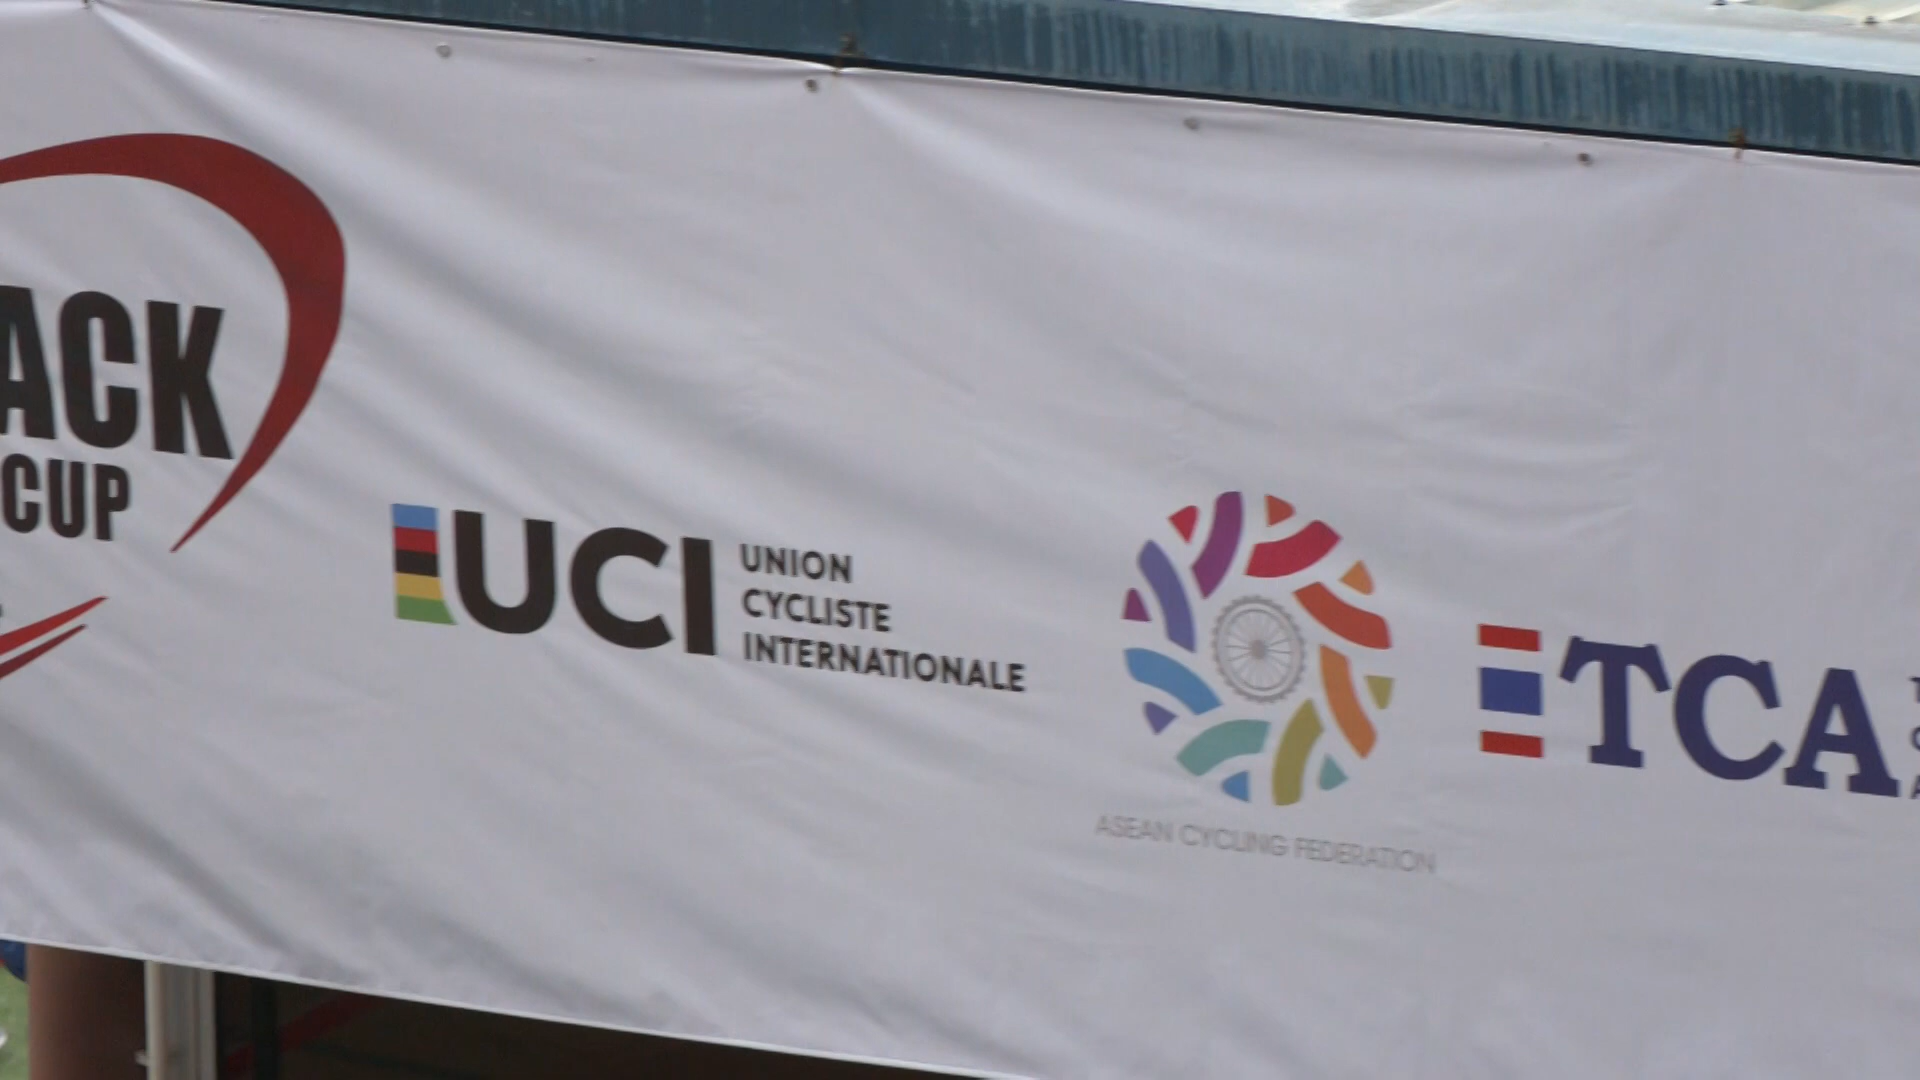 ACK
CUP
UCI
UNION
CYCLISTE
INTERNATIONALE
ASEAN CYCLING FEDERATION
TCA